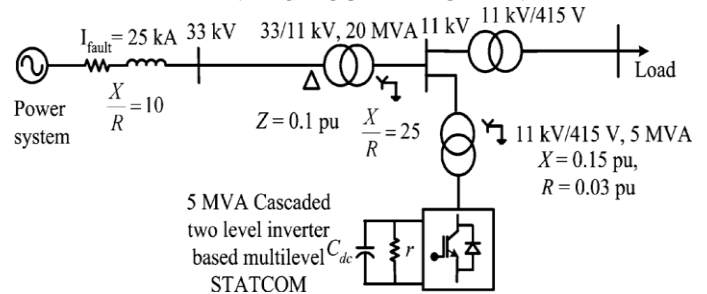 I_fault = 25 kA
33 kV
33/11 kV, 20 MVA
11 kV
11 kV/415 V
Power
system
X/R = 10
Δ
Z = 0.1 pu
X/R = 25
Load
11 kV/415 V, 5 MVA
X = 0.15 pu,
R = 0.03 pu
5 MVA Cascaded
two level inverter
based multilevel
STATCOM
C_dc
r